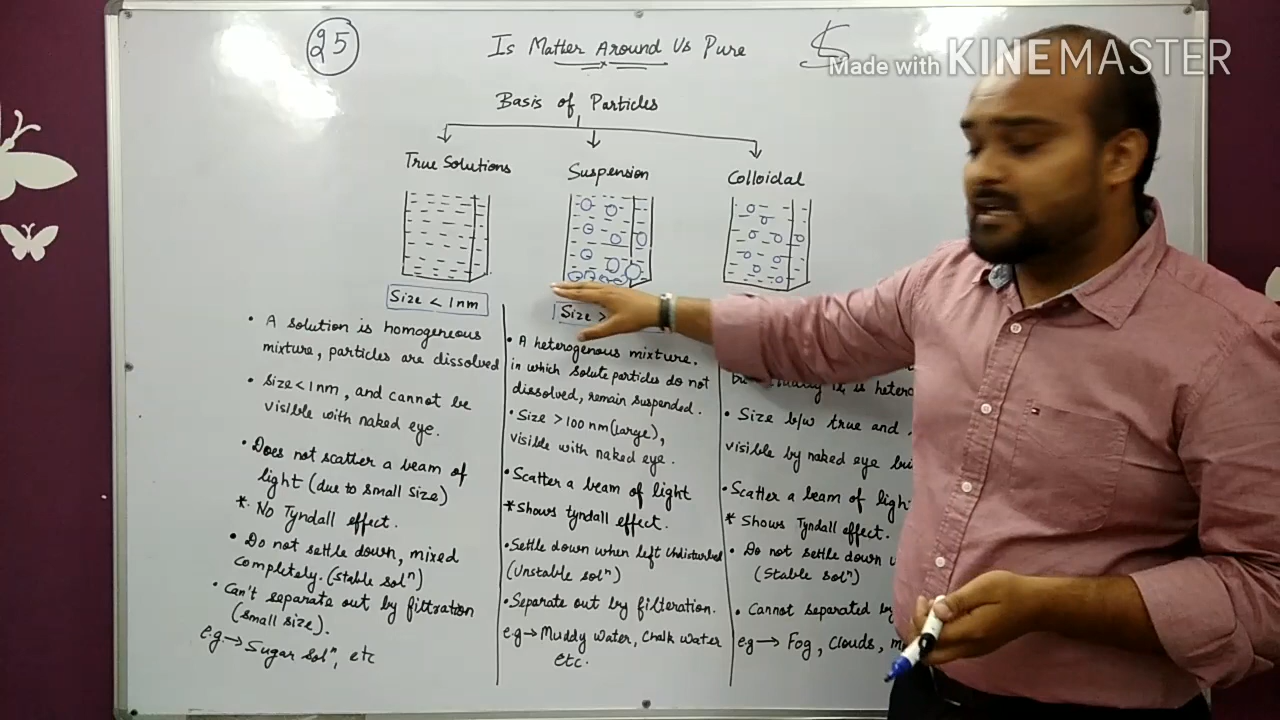 25
Is Matter Around Us Pure
Made with KINEMASTER
Basis of Particles
True Solutions
Suspension
Colloidal
Size < 1nm
• A solution is homogeneous
mixture, particles are dissolved
• Size < 1nm, and cannot be
visible with naked eye.
• Does not scatter a beam of
light (due to small size)
* No Tyndall effect.
• Do not settle down, mixed
completely. (stable solⁿ)
• Can't separate out by filtration
(small size).
e.g → Sugar solⁿ, etc
Size >
• A heterogenous mixture.
in which solute particles do not
dissolved, remain suspended.
• Size > 100 nm (large),
visible with naked eye.
• Scatter a beam of light
* Shows tyndall effect.
• Settle down when left undisturbed
(Unstable solⁿ)
• Separate out by filteration.
e.g → Muddy Water, Chalk water
etc.
it is
• Size b/w true and
visible by naked eye
• Scatter a beam of
* Shows Tyndall effect.
• Do not settle down
(Stable solⁿ)
• Cannot separated
eg → Fog, Clouds,